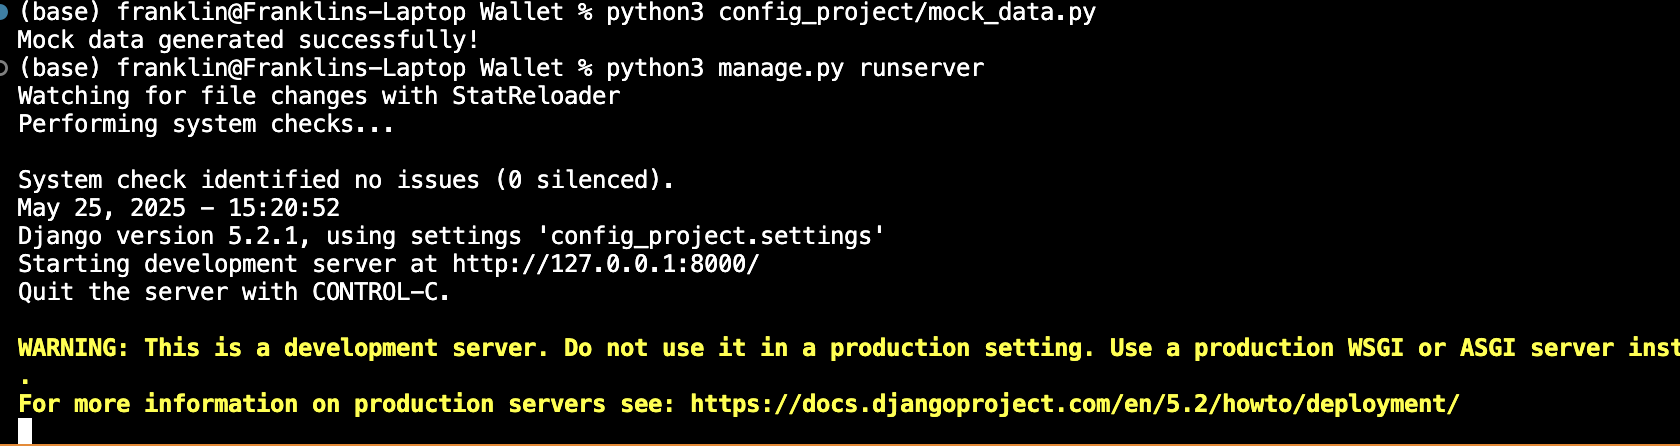 (base) franklin@Franklins-Laptop Wallet % python3 config_project/mock_data.py
Mock data generated successfully!
(base) franklin@Franklins-Laptop Wallet % python3 manage.py runserver
Watching for file changes with StatReloader
Performing system checks...
System check identified no issues (0 silenced).
May 25, 2025 - 15:20:52
Django version 5.2.1, using settings 'config_project.settings'
Starting development server at http://127.0.0.1:8000/
Quit the server with CONTROL-C.
WARNING: This is a development server. Do not use it in a production setting. Use a production WSGI or ASGI server inst
.
For more information on production servers see: https://docs.djangoproject.com/en/5.2/howto/deployment/